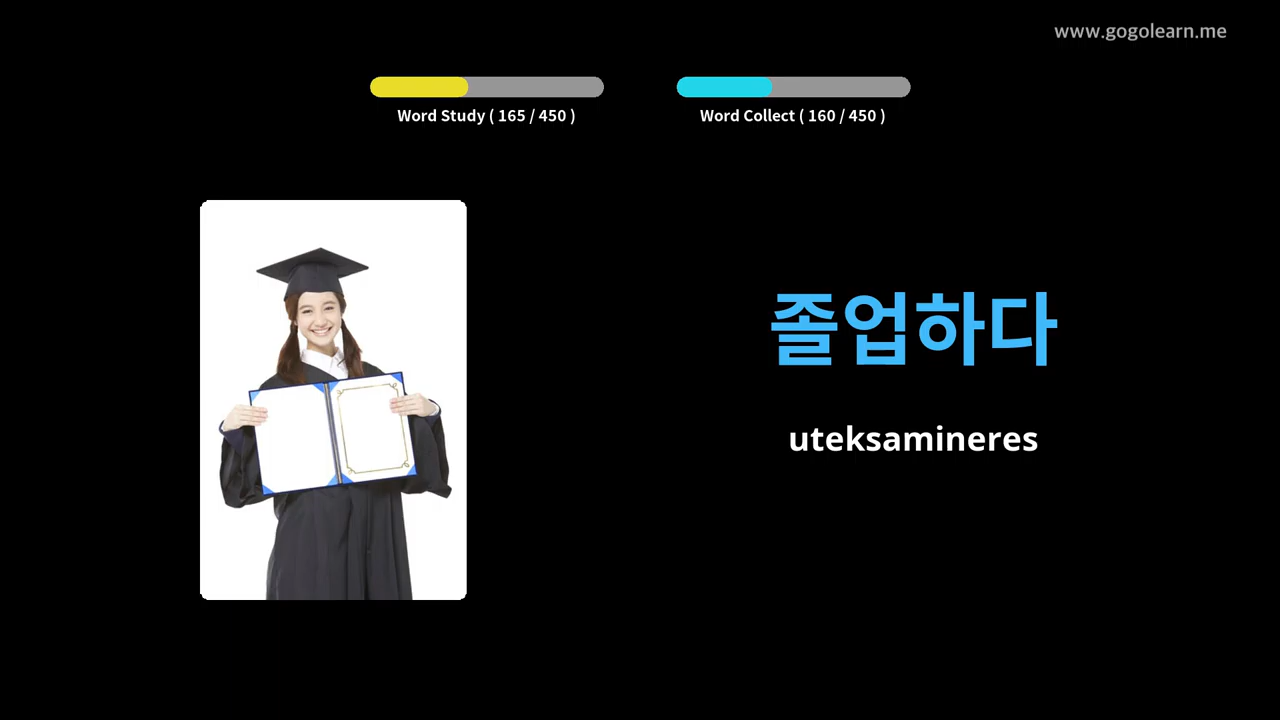 www.gogolearn.me
Word Study ( 165 / 450 )
Word Collect ( 160 / 450 )
졸업하다
uteksamineres